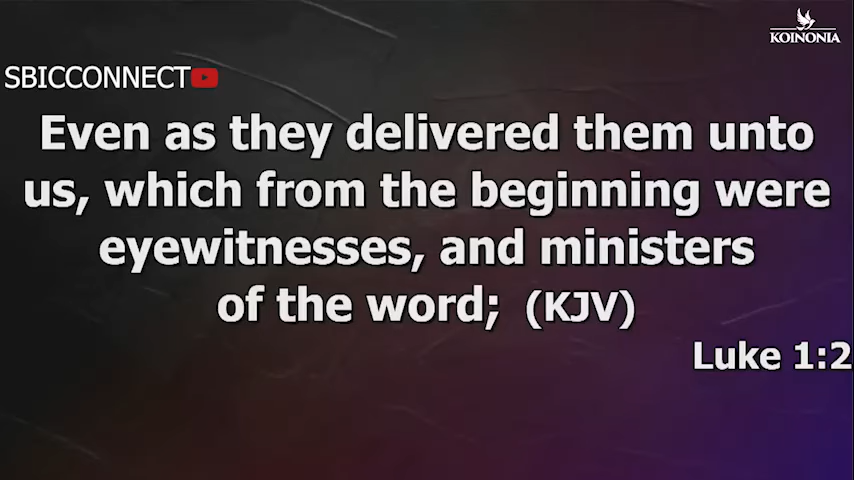 KOINONIA
SBICCONNECT
Even as they delivered them unto
us, which from the beginning were
eyewitnesses, and ministers
of the word; (KJV)
Luke 1:2